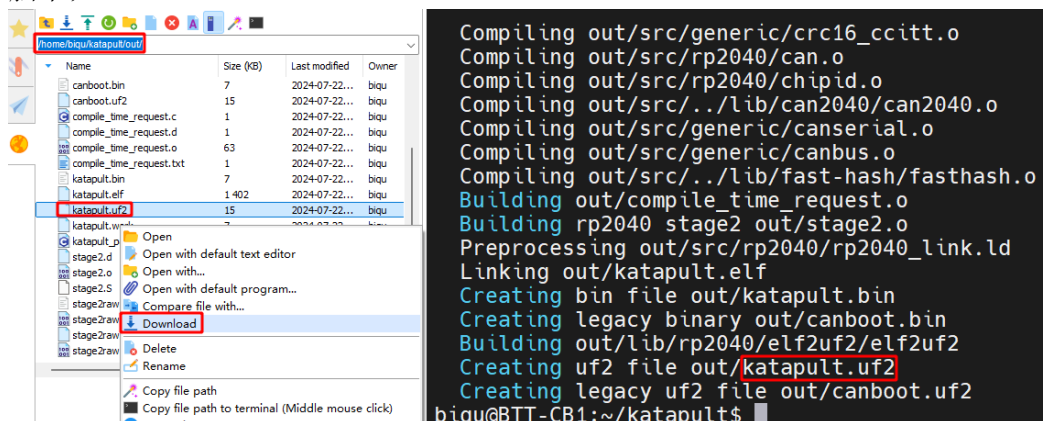 /home/biqu/katapult/out/
Name Size (KB) Last modified Owner
canboot.bin 7 2024-07-22... biqu
canboot.uf2 15 2024-07-22... biqu
compile_time_request.c 1 2024-07-22... biqu
compile_time_request.d 1 2024-07-22... biqu
compile_time_request.o 63 2024-07-22... biqu
compile_time_request.txt 1 2024-07-22... biqu
katapult.bin 7 2024-07-22... biqu
katapult.elf 1 402 2024-07-22... biqu
katapult.uf2 15 2024-07-22... biqu
katapult_p
stage2.d
stage2.o
stage2.S
stage2raw
stage2raw
stage2raw
stage2raw
Open
Open with default text editor
Open with...
Open with default program...
Compare file with...
Download
Delete
Rename
Copy file path
Copy file path to terminal (Middle mouse click)
Compiling out/src/generic/crc16_ccitt.o
Compiling out/src/rp2040/can.o
Compiling out/src/rp2040/chipid.o
Compiling out/src/../lib/can2040/can2040.o
Compiling out/src/generic/canserial.o
Compiling out/src/generic/canbus.o
Compiling out/src/../lib/fast-hash/fasthash.o
Building out/compile_time_request.o
Building rp2040 stage2 out/stage2.o
Preprocessing out/src/rp2040/rp2040_link.ld
Linking out/katapult.elf
Creating bin file out/katapult.bin
Creating legacy binary out/canboot.bin
Building out/lib/rp2040/elf2uf2/elf2uf2
Creating uf2 file out/katapult.uf2
Creating legacy uf2 file out/canboot.uf2
biqu@BTT-CB1:~/katapult$